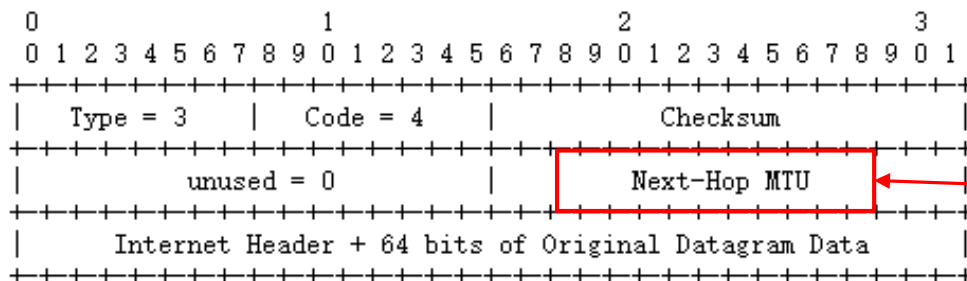 0                   1                   2                   3
0 1 2 3 4 5 6 7 8 9 0 1 2 3 4 5 6 7 8 9 0 1 2 3 4 5 6 7 8 9 0 1
+-+-+-+-+-+-+-+-+-+-+-+-+-+-+-+-+-+-+-+-+-+-+-+-+-+-+-+-+-+-+-+-+
| Type = 3 | Code = 4 | Checksum |
+-+-+-+-+-+-+-+-+-+-+-+-+-+-+-+-+-+-+-+-+-+-+-+-+-+-+-+-+-+-+-+-+
| unused = 0 | Next-Hop MTU
+-+-+-+-+-+-+-+-+-+-+-+-+-+-+-+-+-+-+-+-+-+-+-+-+-+-+-+-+-+-+-+-+
| Internet Header + 64 bits of Original Datagram Data |
+-+-+-+-+-+-+-+-+-+-+-+-+-+-+-+-+-+-+-+-+-+-+-+-+-+-+-+-+-+-+-+-+